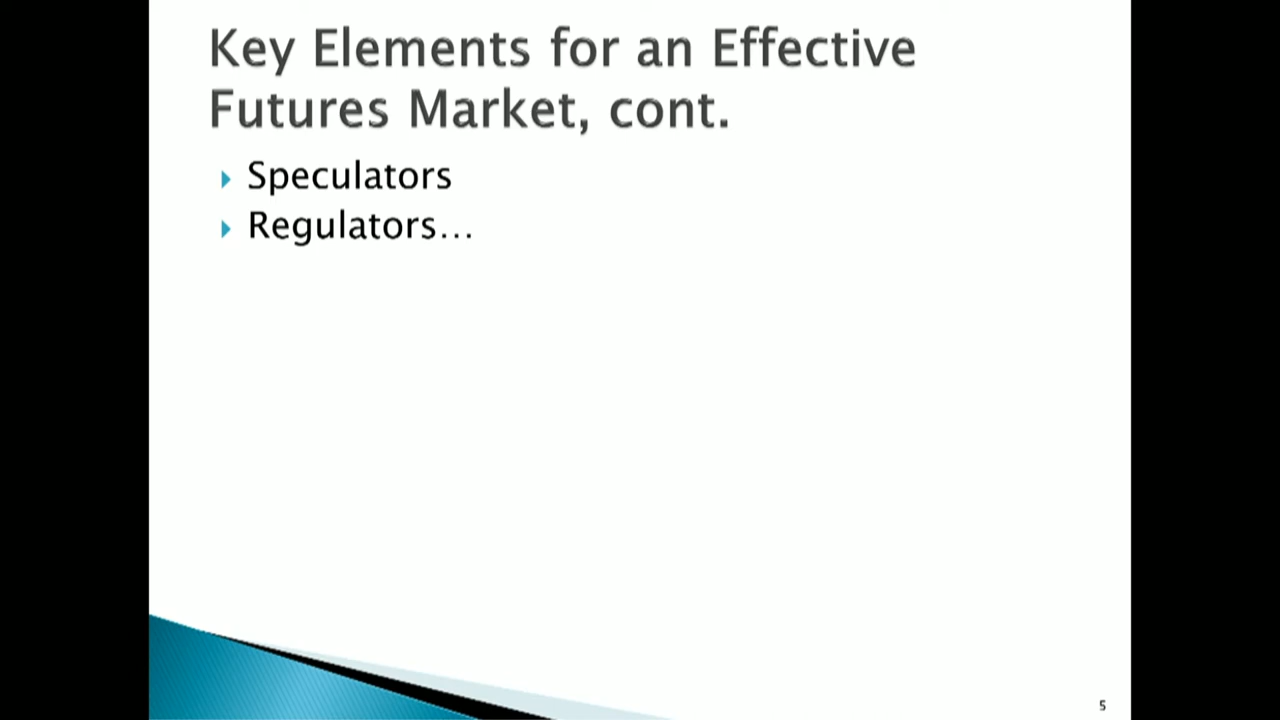 Key Elements for an Effective
Futures Market, cont.
Speculators
Regulators…
5